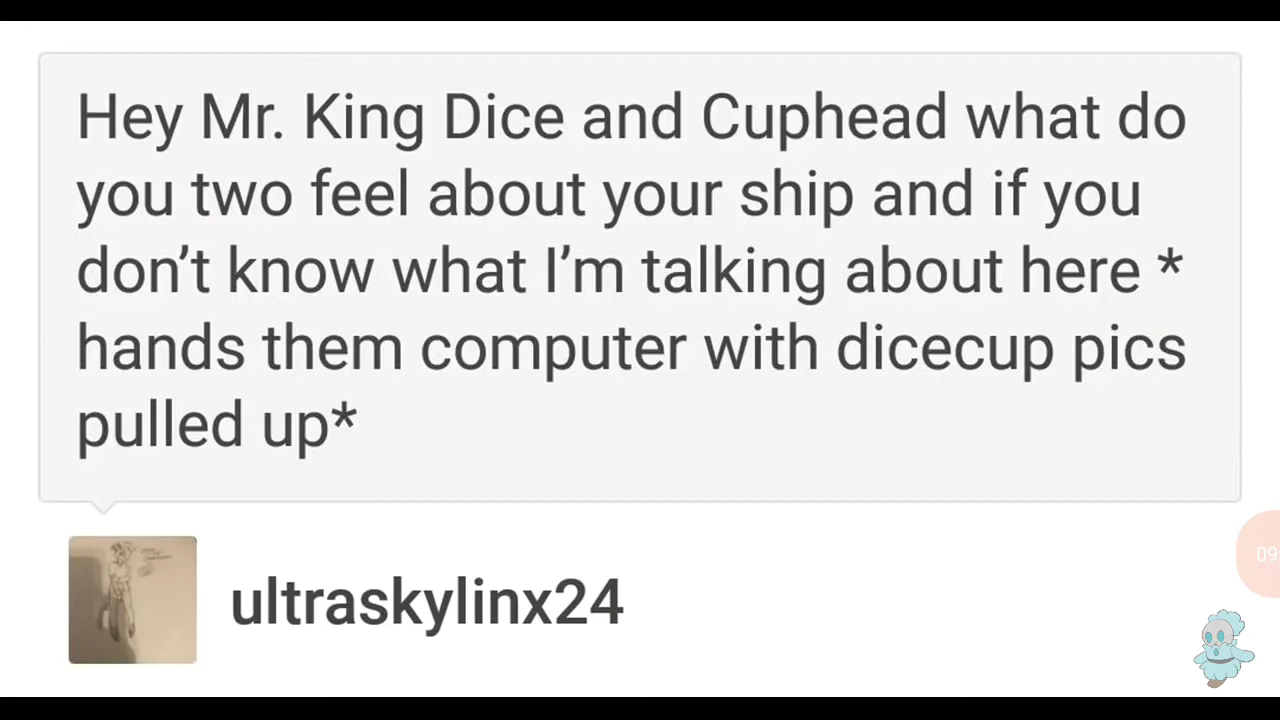 Hey Mr. King Dice and Cuphead what do
you two feel about your ship and if you
don’t know what I’m talking about here *
hands them computer with dicecup pics
pulled up*
ultraskylinx24
09